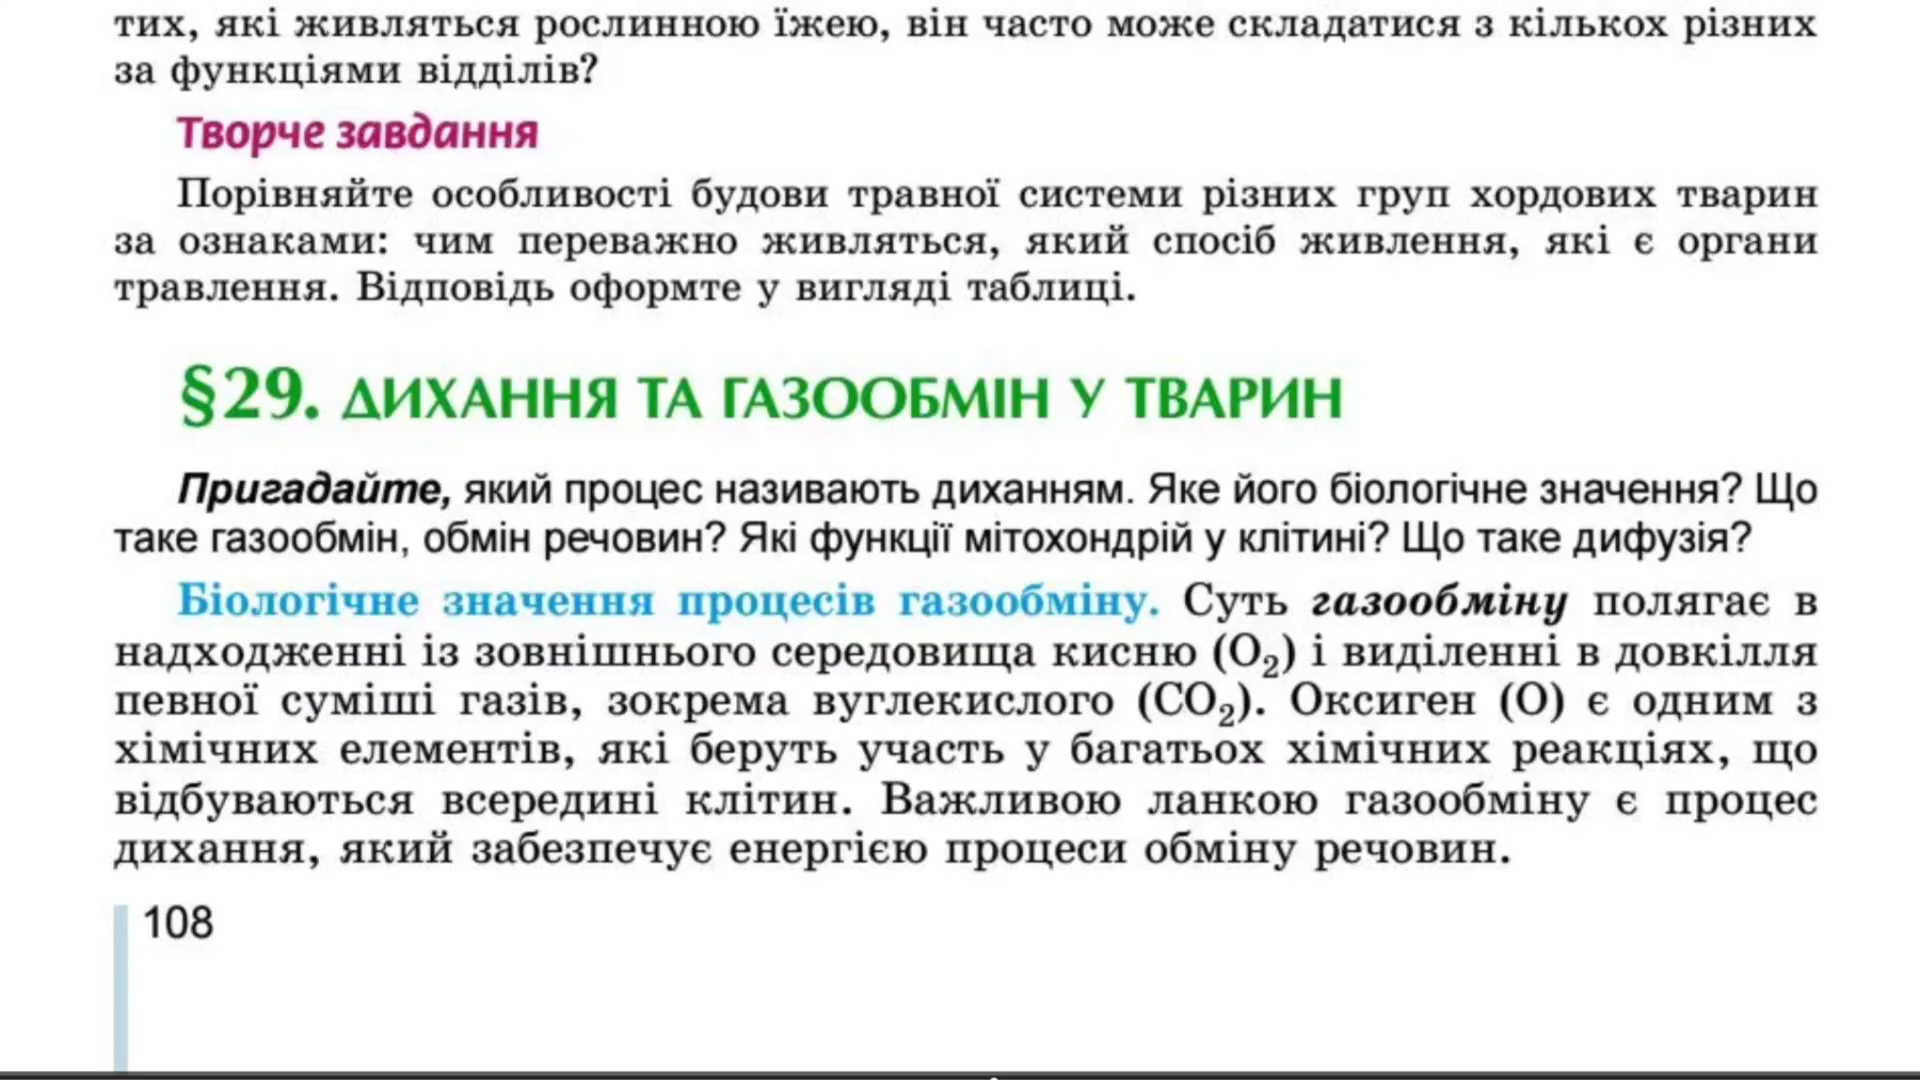 тих, які живляться рослинною їжею, він часто може складатися з кількох різних
за функціями відділів?
Творче завдання
Порівняйте особливості будови травної системи різних груп хордових тварин
за ознаками: чим переважно живляться, який спосіб живлення, які є органи
травлення. Відповідь оформте у вигляді таблиці.
§29. ДИХАННЯ ТА ГАЗООБМІН У ТВАРИН
Пригадайте, який процес називають диханням. Яке його біологічне значення? Що
таке газообмін, обмін речовин? Які функції мітохондрій у клітині? Що таке дифузія?
Біологічне значення процесів газообміну. Суть газообміну полягає в
надходженні із зовнішнього середовища кисню (O₂) і виділенні в довкілля
певної суміші газів, зокрема вуглекислого (CO₂). Оксиген (O) є одним з
хімічних елементів, які беруть участь у багатьох хімічних реакціях, що
відбуваються всередині клітин. Важливою ланкою газообміну є процес
дихання, який забезпечує енергією процеси обміну речовин.
108